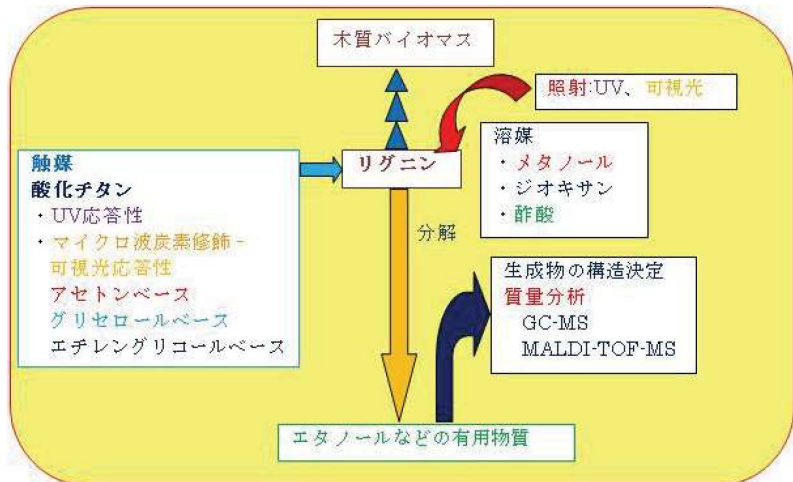 木質バイオマス
照射:UV、可視光
触媒
酸化チタン
・UV応答性
・マイクロ波炭素修飾-
可視光応答性
アセトンベース
グリセロールベース
エチレングリコールベース
リグニン
溶媒
・メタノール
・ジオキサン
・酢酸
分解
生成物の構造決定
質量分析
GC-MS
MALDI-TOF-MS
エタノールなどの有用物質